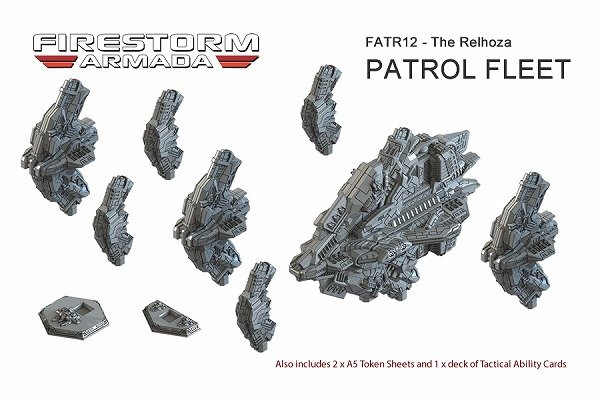 FIRESTORM
ARMADA
FATR12 - The Relhoza
PATROL FLEET
Also includes 2 x A5 Token Sheets and 1 x deck of Tactical Ability Cards